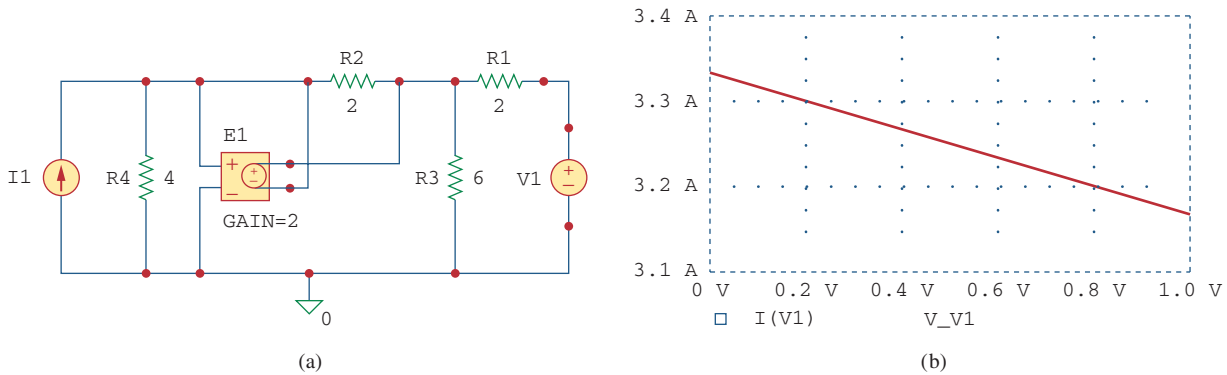 R2
R1
2
2
E1
+
−
+
−
I1
R4
4
R3
6
V1
+
−
GAIN=2
0
(a)
3.4 A
3.3 A
3.2 A
3.1 A
0 V
0.2 V
0.4 V
0.6 V
0.8 V
1.0 V
I(V1)
V_V1
(b)